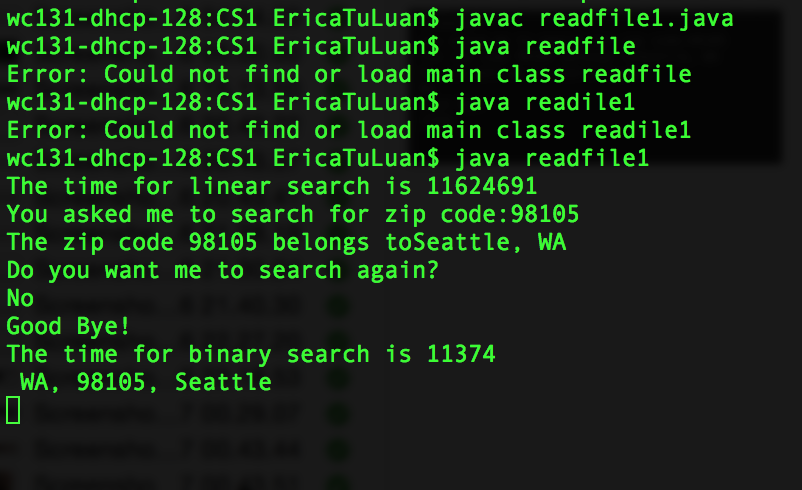 wc131-dhcp-128:CS1 EricaTuLuan$ javac readfile1.java
wc131-dhcp-128:CS1 EricaTuLuan$ java readfile
Error: Could not find or load main class readfile
wc131-dhcp-128:CS1 EricaTuLuan$ java readile1
Error: Could not find or load main class readile1
wc131-dhcp-128:CS1 EricaTuLuan$ java readfile1
The time for linear search is 11624691
You asked me to search for zip code:98105
The zip code 98105 belongs toSeattle, WA
Do you want me to search again?
No
Good Bye!
The time for binary search is 11374
 WA, 98105, Seattle